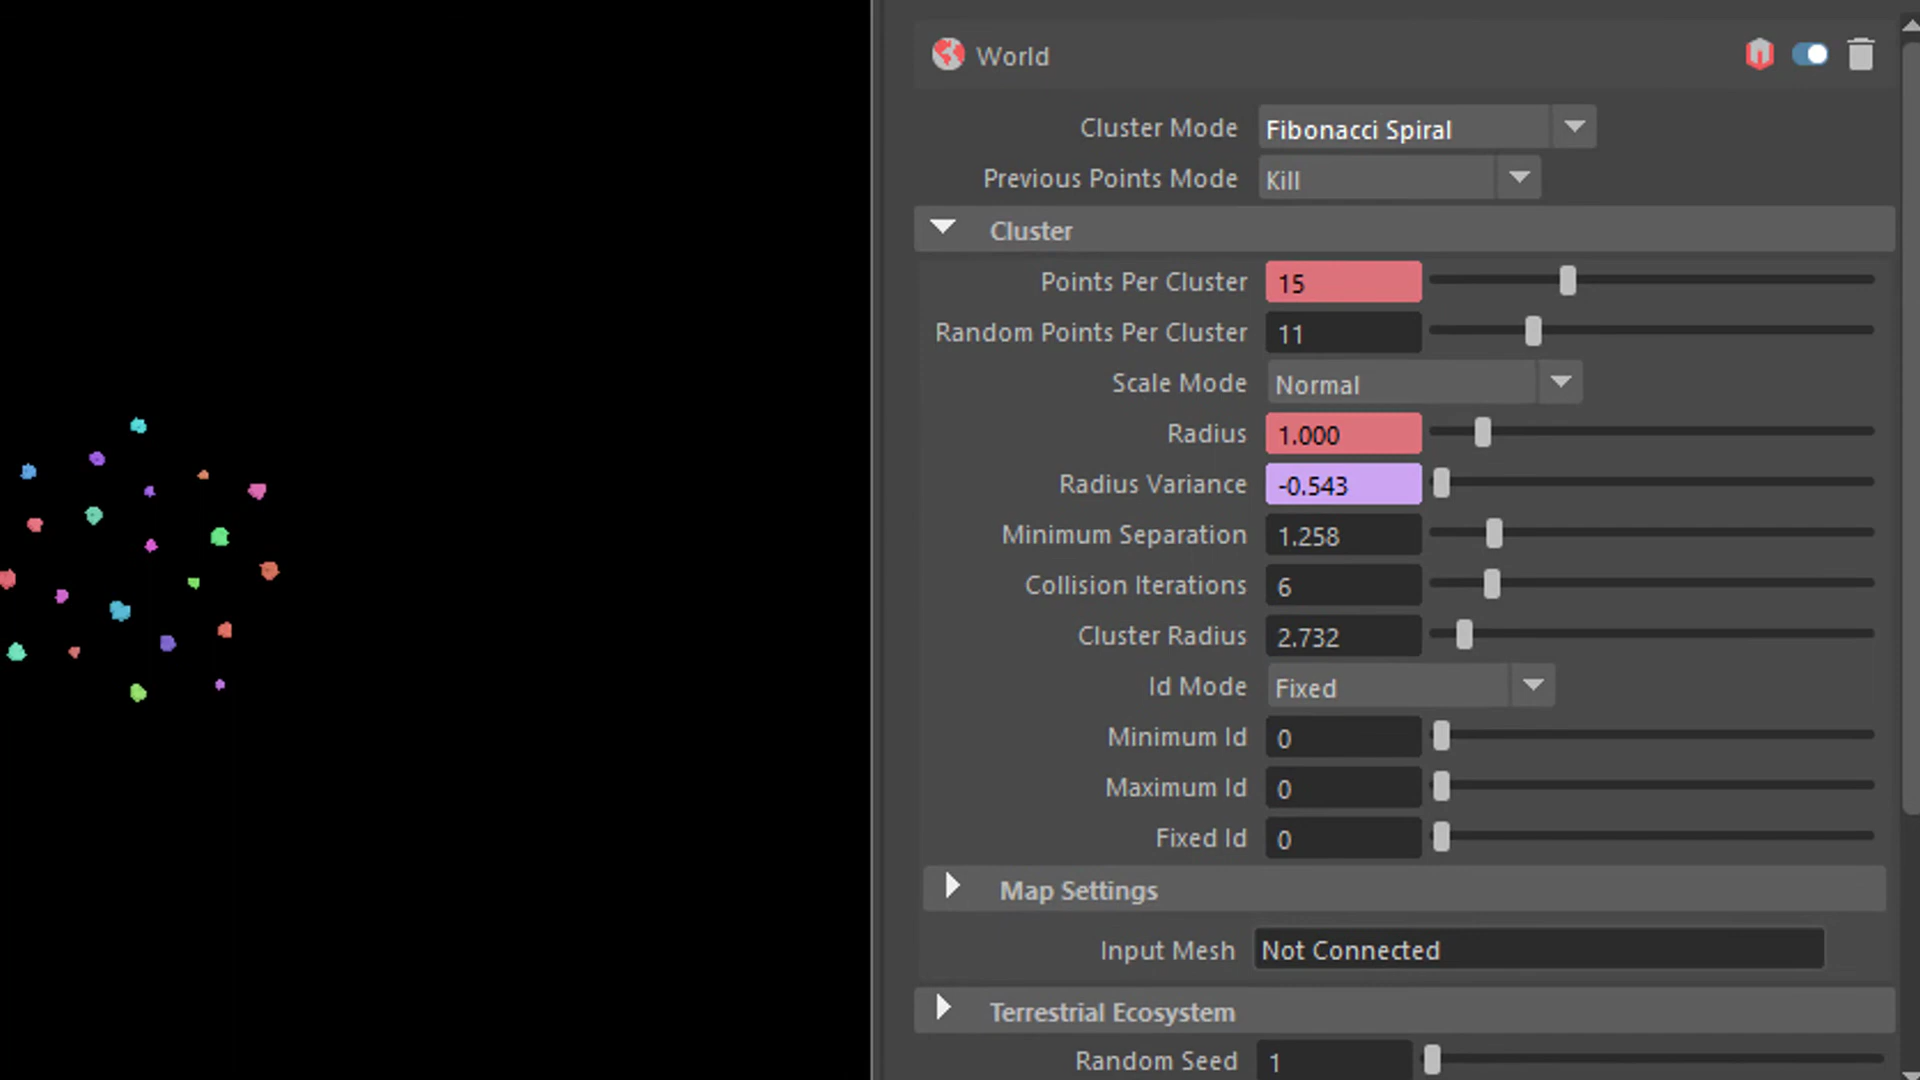 World
Cluster Mode Fibonacci Spiral
Previous Points Mode Kill
Cluster
Points Per Cluster 15
Random Points Per Cluster 11
Scale Mode Normal
Radius 1.000
Radius Variance -0.543
Minimum Separation 1.258
Collision Iterations 6
Cluster Radius 2.732
Id Mode Fixed
Minimum Id 0
Maximum Id 0
Fixed Id 0
Map Settings
Input Mesh Not Connected
Terrestrial Ecosystem
Random Seed 1